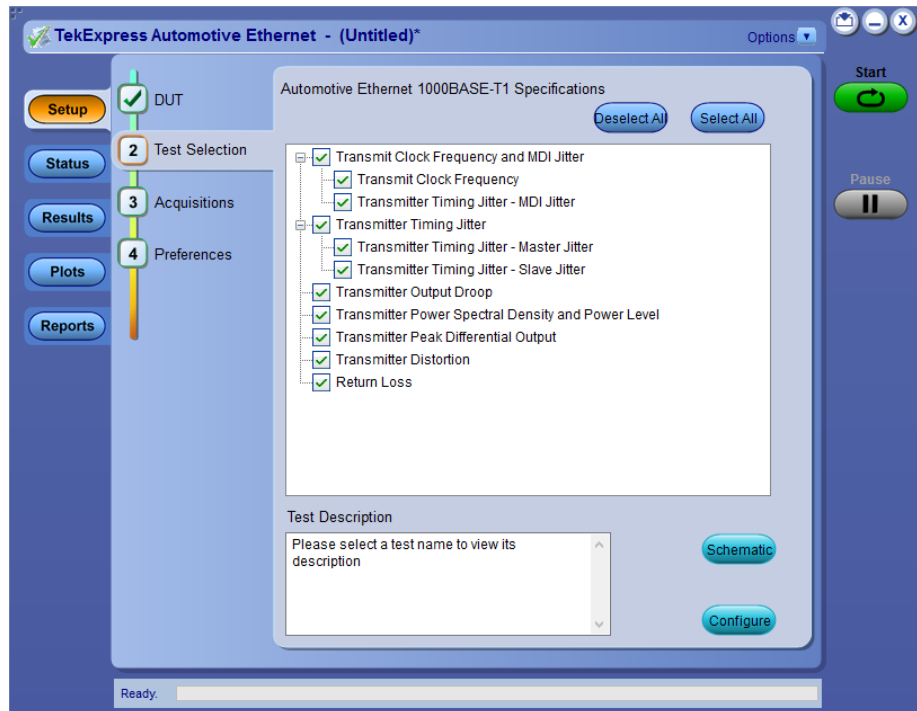 TekExpress Automotive Ethernet - (Untitled)*
Options
Start
Pause
Setup
Status
Results
Plots
Reports
DUT
2 Test Selection
3 Acquisitions
4 Preferences
Automotive Ethernet 1000BASE-T1 Specifications
Deselect All
Select All
Transmit Clock Frequency and MDI Jitter
Transmit Clock Frequency
Transmitter Timing Jitter - MDI Jitter
Transmitter Timing Jitter
Transmitter Timing Jitter - Master Jitter
Transmitter Timing Jitter - Slave Jitter
Transmitter Output Droop
Transmitter Power Spectral Density and Power Level
Transmitter Peak Differential Output
Transmitter Distortion
Return Loss
Test Description
Please select a test name to view its
description
Schematic
Configure
Ready.